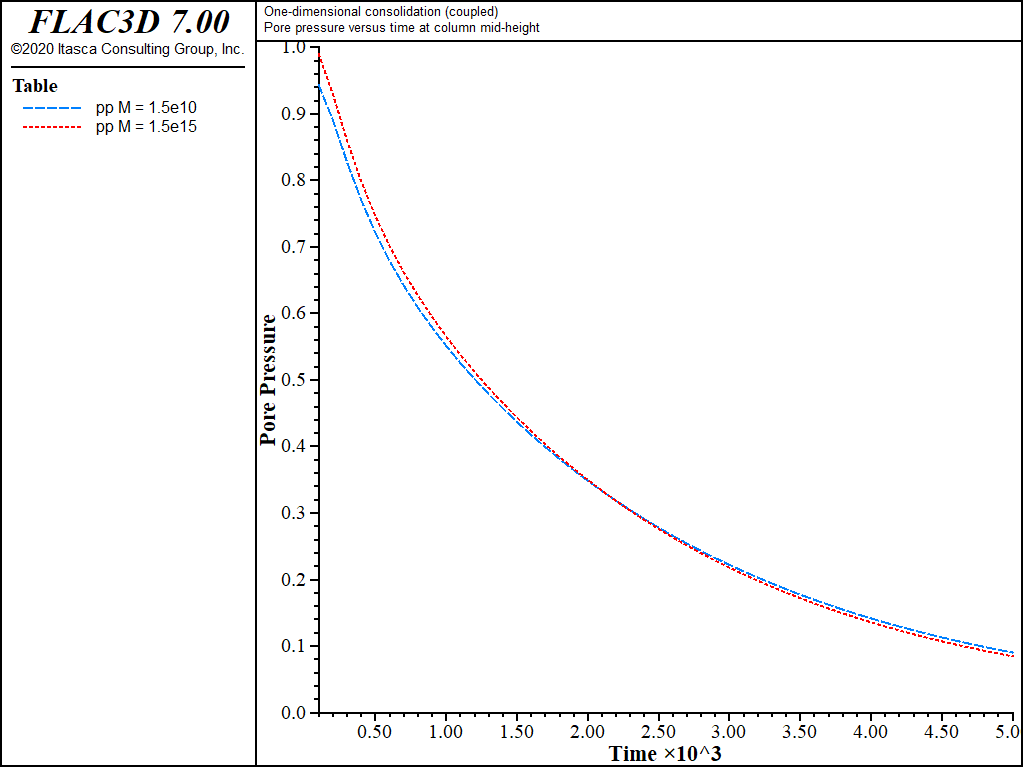 FLAC3D 7.00
©2020 Itasca Consulting Group, Inc.
Table
pp M = 1.5e10
pp M = 1.5e15
One-dimensional consolidation (coupled)
Pore pressure versus time at column mid-height
1.0
0.9
0.8
0.7
0.6
0.5
0.4
0.3
0.2
0.1
0.0
Pore Pressure
0.50 1.00 1.50 2.00 2.50 3.00 3.50 4.00 4.50 5.0
Time ×10^3